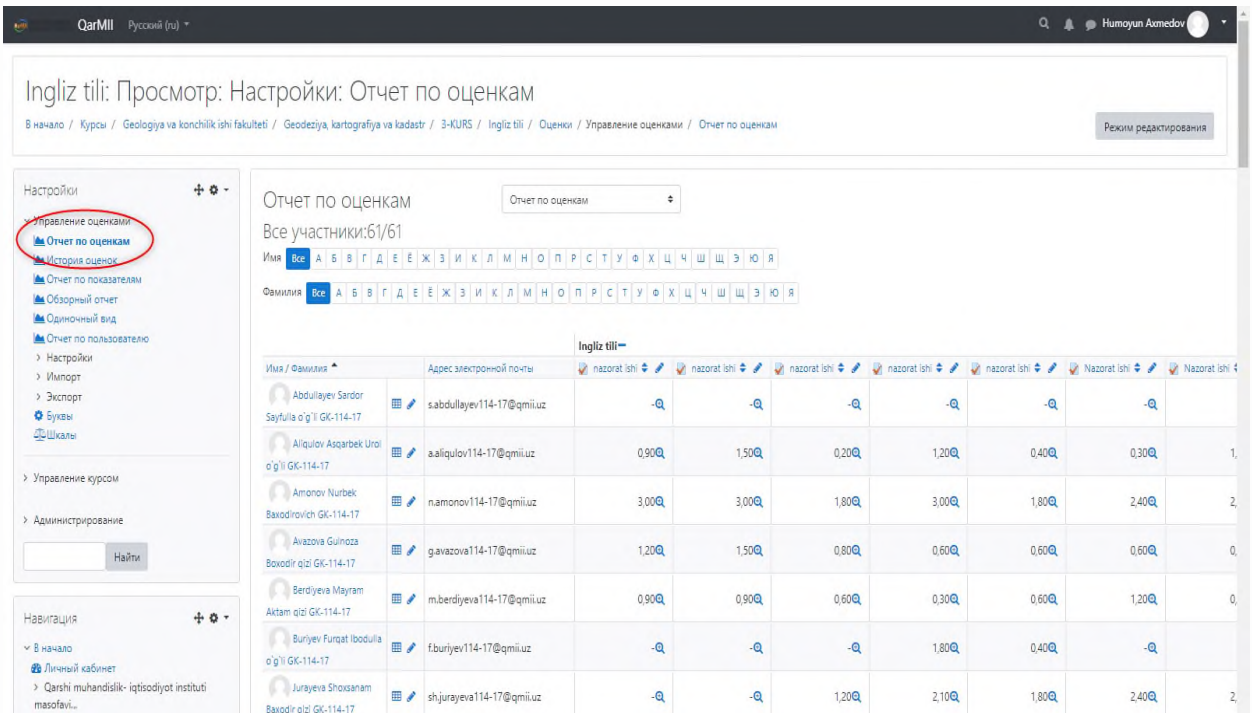 QarMII Русский (ru) Humoyun Axmedov
Ingliz tili: Просмотр: Настройки: Отчет по оценкам
В начало / Курсы / Geologiya va konchilik ishi fakulteti / Geodeziya, kartografiya va kadastr / 3-KURS / Ingliz tili / Оценки / Управление оценками / Отчет по оценкам
Режим редактирования
Настройки
Управление оценками
Отчет по оценкам
История оценок
Отчет по показателям
Обзорный отчет
Одиночный вид
Отчет по пользователю
Настройки
Импорт
Экспорт
Буквы
Шкалы
Управление курсом
Администрирование
Найти
Навигация
В начало
Личный кабинет
Qarshi muhandislik- iqtisodiyot instituti
masofavi...
Отчет по оценкам Отчет по оценкам
Все участники:61/61
Имя Все А Б В Г Д Е Ё Ж З И К Л М Н О П Р С Т У Ф Х Ц Ч Ш Щ Э Ю Я
Фамилия Все А Б В Г Д Е Ё Ж З И К Л М Н О П Р С Т У Ф Х Ц Ч Ш Щ Э Ю Я
Ingliz tili
Имя / Фамилия Адрес электронной почты nazorat ishi nazorat ishi nazorat ishi nazorat ishi nazorat ishi Nazorat ishi Nazorat ishi
Abdullayev Sardor
Sayfulla o`g`li GK-114-17 s.abdullayev114-17@qmii.uz - - - - - -
Aliqulov Asqarbek Urol
o`g`li GK-114-17 a.aliqulov114-17@qmii.uz 0,90 1,50 0,20 1,20 0,40 0,30 1,
Amonov Nurbek
Baxodirovich GK-114-17 n.amonov114-17@qmii.uz 3,00 3,00 1,80 3,00 1,80 2,40 2,
Avazova Gulnoza
Boxodir qizi GK-114-17 g.avazova114-17@qmii.uz 1,20 1,50 0,80 0,60 0,60 0,60 0,
Berdiyeva Mayram
Aktam qizi GK-114-17 m.berdiyeva114-17@qmii.uz 0,90 0,90 0,60 0,30 0,60 1,20 0,
Buriyev Furqat Ibodulla
o`g`li GK-114-17 f.buriyev114-17@qmii.uz - - - 1,80 0,40 -
Jurayeva Shoxsanam
Baxodir qizi GK-114-17 sh.jurayeva114-17@qmii.uz - - 1,20 2,10 1,80 2,40 2,